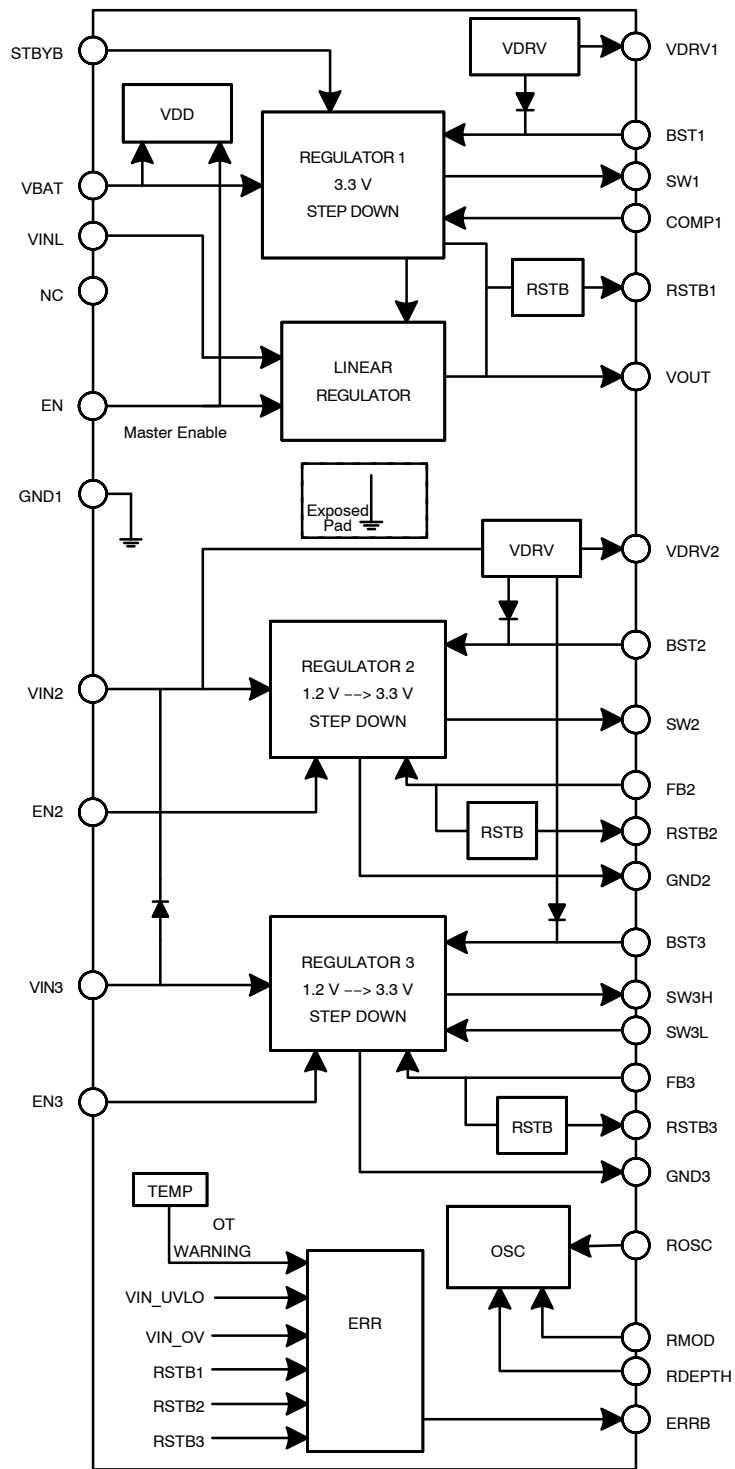 STBYB
VDRV
VDRV1
VDD
BST1
REGULATOR 1
3.3 V
STEP DOWN
VBAT
SW1
VINL
COMP1
NC
RSTB
RSTB1
LINEAR
REGULATOR
VOUT
EN
Master Enable
GND1
Exposed
Pad
VDRV
VDRV2
BST2
REGULATOR 2
1.2 V −−> 3.3 V
STEP DOWN
VIN2
SW2
FB2
EN2
RSTB
RSTB2
GND2
BST3
REGULATOR 3
1.2 V −−> 3.3 V
STEP DOWN
VIN3
SW3H
SW3L
FB3
EN3
RSTB
RSTB3
GND3
TEMP
OT
WARNING
OSC
ROSC
VIN_UVLO
ERR
VIN_OV
RMOD
RSTB1
RDEPTH
RSTB2
ERRB
RSTB3